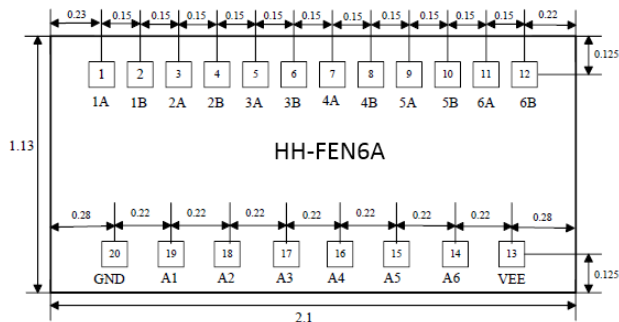 0.23 0.15 0.15 0.15 0.15 0.15 0.15 0.15 0.15 0.15 0.15 0.22
1 2 3 4 5 6 7 8 9 10 11 12
0.125
1A 1B 2A 2B 3A 3B 4A 4B 5A 5B 6A 6B
1.13
HH-FEN6A
0.28 0.22 0.22 0.22 0.22 0.22 0.22 0.22 0.28
20 19 18 17 16 15 14 13
0.125
GND A1 A2 A3 A4 A5 A6 VEE
2.1